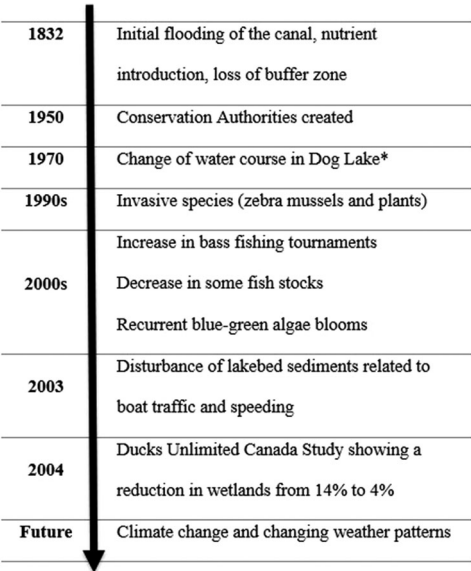 1832 Initial flooding of the canal, nutrient
introduction, loss of buffer zone
1950 Conservation Authorities created
1970 Change of water course in Dog Lake*
1990s Invasive species (zebra mussels and plants)
Increase in bass fishing tournaments
2000s Decrease in some fish stocks
Recurrent blue-green algae blooms
Disturbance of lakebed sediments related to
2003
boat traffic and speeding
Ducks Unlimited Canada Study showing a
2004
reduction in wetlands from 14% to 4%
Future Climate change and changing weather patterns